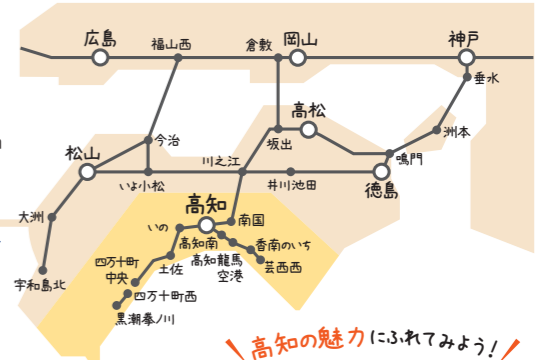 広島
福山西
倉敷
岡山
神戸
垂水
高松
今治
坂出
洲本
松山
川之江
鳴門
いよ小松
井川池田
徳島
高知
大洲
いの
南国
高知南
香南のいち
四万十町
中央
土佐
高知龍馬
空港
芸西西
宇和島北
四万十町西
黒潮拳ノ川
高知の魅力にふれてみよう!